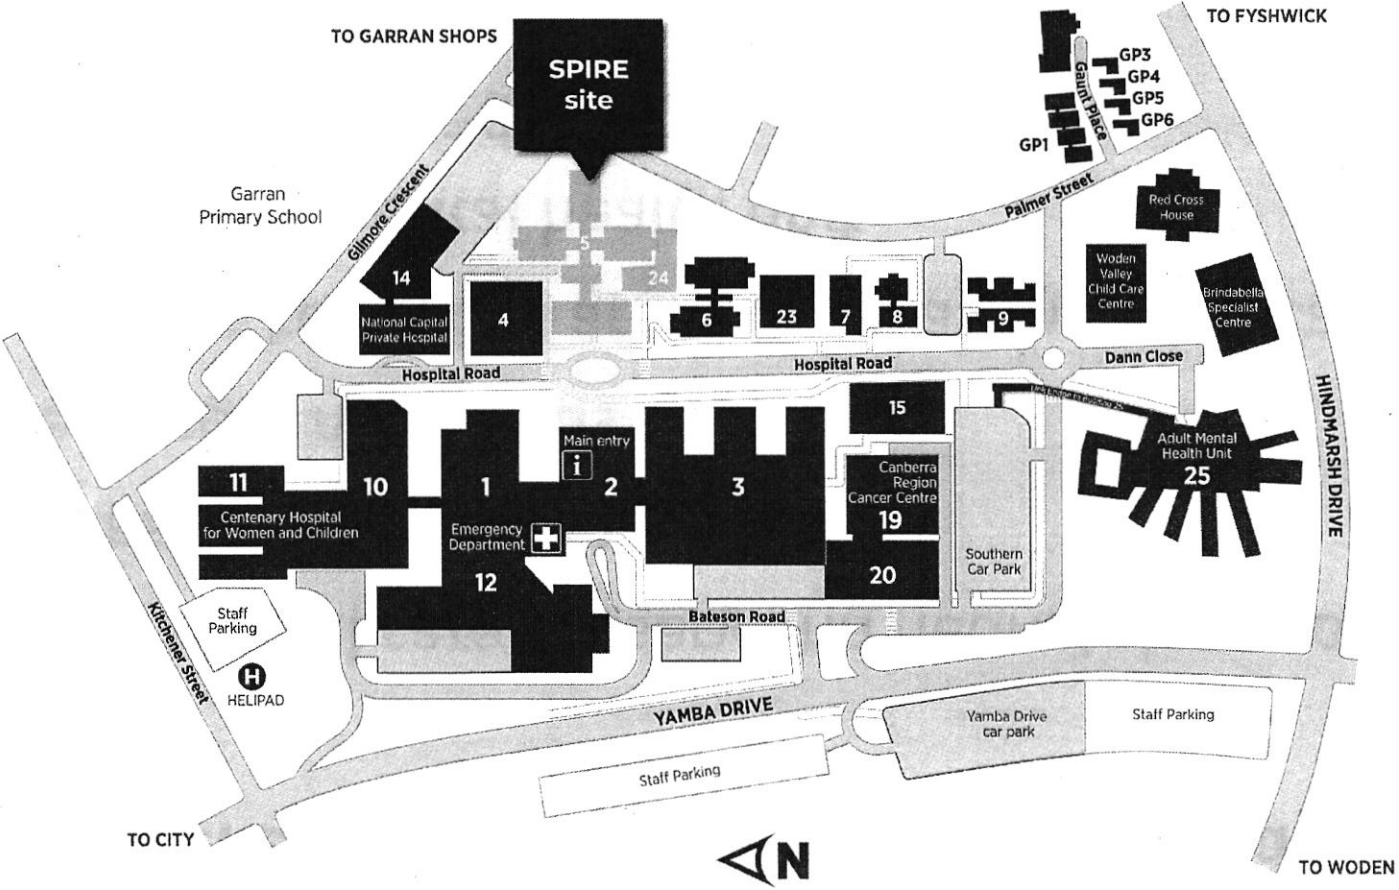 TO GARRAN SHOPS
SPIRE
site
TO FYSHWICK
GP3
GP4
GP5
GP6
GP1
Gaunt Place
Garran
Primary School
Gilmore Crescent
Palmer Street
Red Cross
House
Woden
Valley
Child Care
Centre
Brindabella
Specialist
Centre
14
National Capital
Private Hospital
4
5
24
6
23
7
8
9
Hospital Road
Hospital Road
Dann Close
HINDMARSH DRIVE
15
Main entry
i
2
3
10
1
11
Centenary Hospital
for Women and Children
Emergency
Department
12
Canberra
Region
Cancer Centre
19
20
Southern
Car Park
Adult Mental
Health Unit
25
Bateson Road
Kitchener Street
Staff
Parking
H
HELIPAD
YAMBA DRIVE
Yamba Drive
car park
Staff Parking
Staff Parking
TO CITY
N
TO WODEN